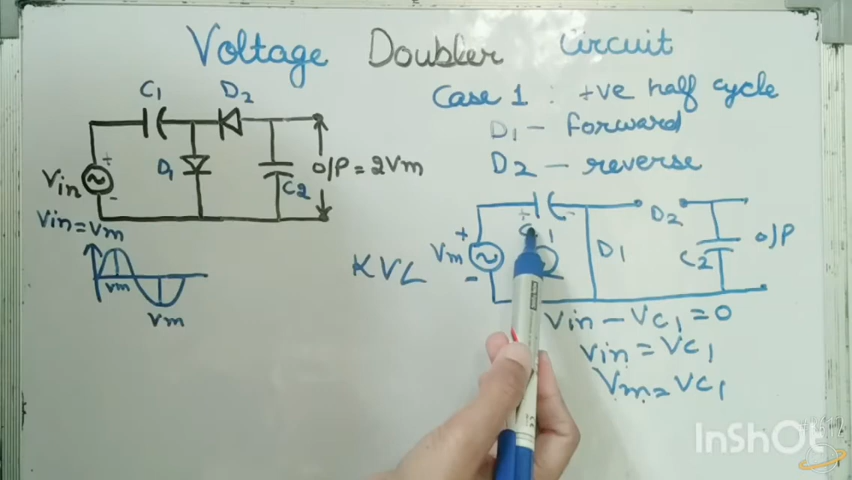 Voltage Doubler Circuit
C1 D2
D1 C2 O/P = 2Vm
Vin
+
-
Vin = Vm
Vm
Vm
Case 1 : +ve half cycle
D1 - forward
D2 - reverse
+ - D2
+ Vm - C1 D1 C2 O/P
KVL
Vin - VC1 = 0
Vin = VC1
Vm = VC1
InShOt